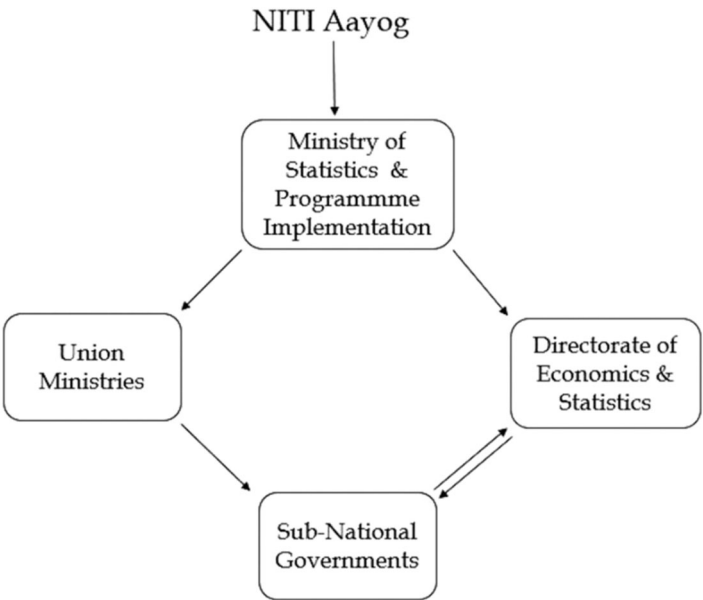 NITI Aayog
Ministry of
Statistics &
Programmme
Implementation
Union
Ministries
Directorate of
Economics &
Statistics
Sub-National
Governments